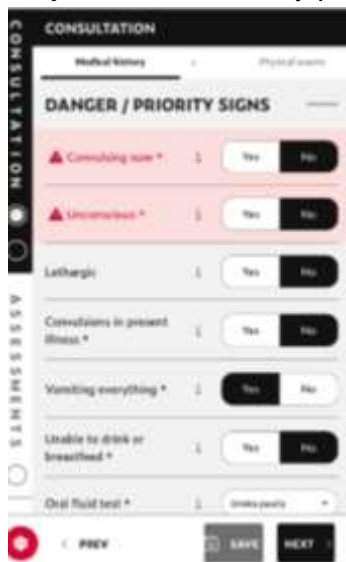 CONSULTATION
CONSULTATION
Medical history
Physical exams
DANGER / PRIORITY SIGNS
Convulsing now *
Yes
No
Unconscious *
Yes
No
Lethargic
Yes
No
Convulsions in present
illness *
Yes
No
Vomiting everything *
Yes
No
Unable to drink or
breastfeed *
Yes
No
ASSESSMENTS
Oral fluid test *
Drinks poorly
< PREV
SAVE
NEXT